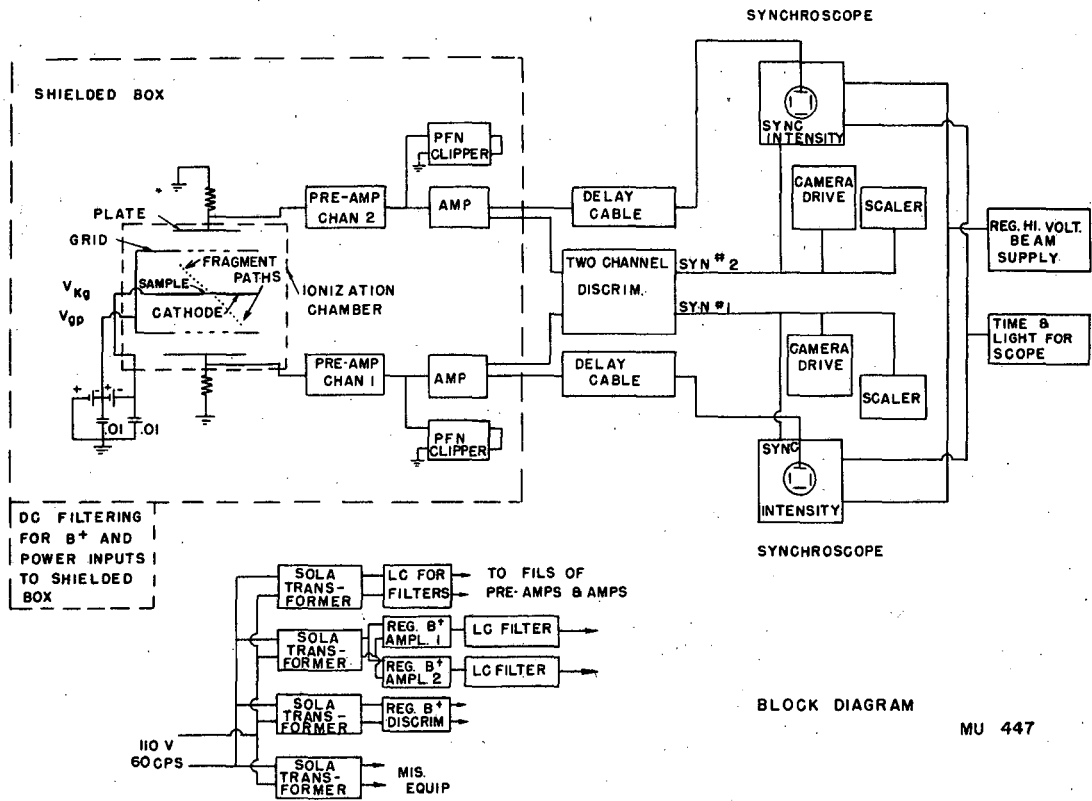 SYNCHROSCOPE
SHIELDED BOX
PFN
CLIPPER
SYNC
INTENSITY
PRE-AMP
CHAN 2
AMP
DELAY
CABLE
CAMERA
DRIVE
SCALER
PLATE
GRID
FRAGMENT
PATHS
SAMPLE
CATHODE
IONIZATION
CHAMBER
VKg
Vgp
TWO CHANNEL
DISCRIM.
SYN #2
SYN #1
REG. HI. VOLT.
BEAM
SUPPLY
TIME &
LIGHT FOR
SCOPE
PRE-AMP
CHAN 1
AMP
DELAY
CABLE
CAMERA
DRIVE
SCALER
+ - + -
.01 .01
PFN
CLIPPER
SYNC
INTENSITY
SYNCHROSCOPE
DC FILTERING
FOR B+ AND
POWER INPUTS
TO SHIELDED
BOX
SOLA
TRANS-
FORMER
LC FOR
FILTERS
TO FILS OF
PRE-AMPS & AMPS
SOLA
TRANS-
FORMER
REG. B+
AMPL. 1
LC FILTER
REG. B+
AMPL. 2
LC FILTER
SOLA
TRANS-
FORMER
REG. B+
DISCRIM
110 V
60 CPS
SOLA
TRANS-
FORMER
MIS.
EQUIP
BLOCK DIAGRAM
MU 447